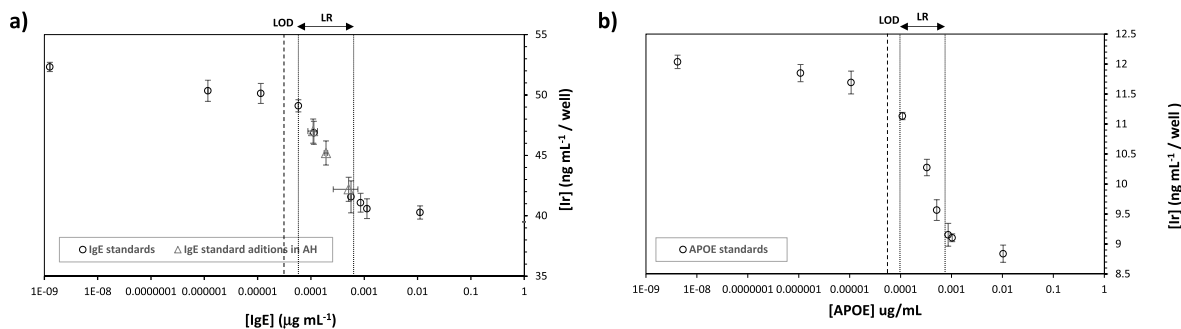 a)
LOD LR
55
50
45
40
35
[Ir] (ng mL-1 / well)
IgE standards IgE standard aditions in AH
1E-09 1E-08 0.0000001 0.000001 0.00001 0.0001 0.001 0.01 0.1 1
[IgE] (µg mL-1)
b)
LOD LR
12.5
12
11.5
11
10.5
10
9.5
9
8.5
[Ir] (ng mL-1 / well)
APOE standards
1E-09 1E-08 0.0000001 0.000001 0.00001 0.0001 0.001 0.01 0.1 1
[APOE] ug/mL